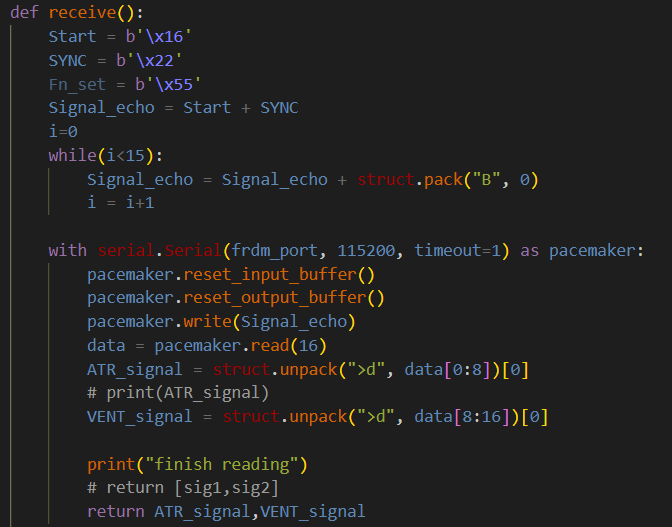 def receive():
    Start = b'\x16'
    SYNC = b'\x22'
    Fn_set = b'\x55'
    Signal_echo = Start + SYNC
    i=0
    while(i<15):
        Signal_echo = Signal_echo + struct.pack("B", 0)
        i = i+1

    with serial.Serial(frdm_port, 115200, timeout=1) as pacemaker:
        pacemaker.reset_input_buffer()
        pacemaker.reset_output_buffer()
        pacemaker.write(Signal_echo)
        data = pacemaker.read(16)
        ATR_signal = struct.unpack(">d", data[0:8])[0]
        # print(ATR_signal)
        VENT_signal = struct.unpack(">d", data[8:16])[0]

        print("finish reading")
        # return [sig1,sig2]
        return ATR_signal,VENT_signal